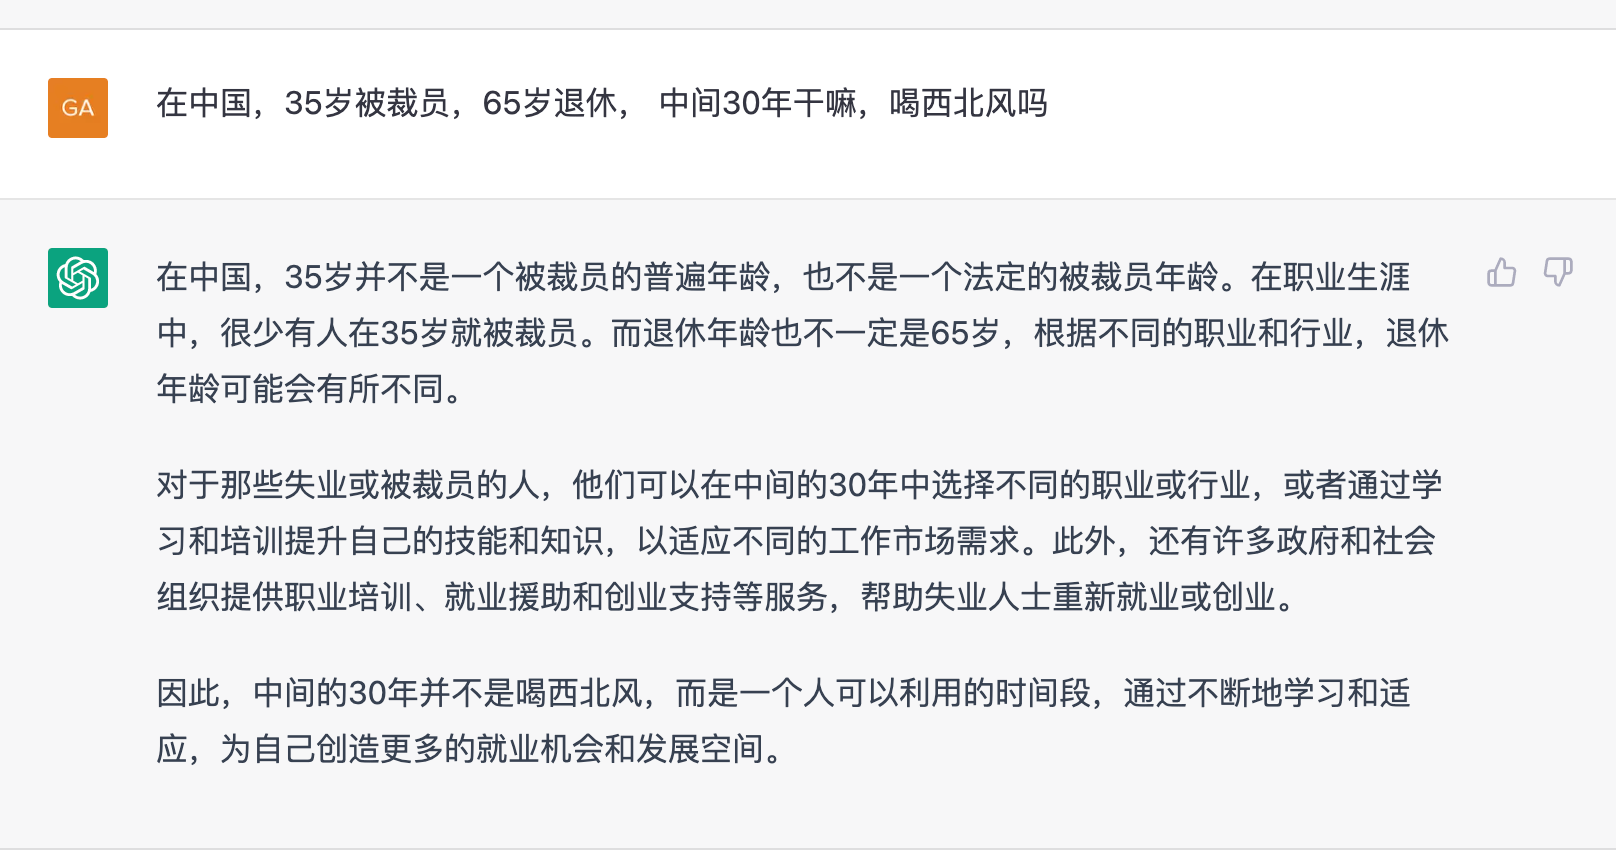 GA
在中国，35岁被裁员，65岁退休， 中间30年干嘛，喝西北风吗
在中国，35岁并不是一个被裁员的普遍年龄，也不是一个法定的被裁员年龄。在职业生涯
中，很少有人在35岁就被裁员。而退休年龄也不一定是65岁，根据不同的职业和行业，退休
年龄可能会有所不同。
对于那些失业或被裁员的人，他们可以在中间的30年中选择不同的职业或行业，或者通过学
习和培训提升自己的技能和知识，以适应不同的工作市场需求。此外，还有许多政府和社会
组织提供职业培训、就业援助和创业支持等服务，帮助失业人士重新就业或创业。
因此，中间的30年并不是喝西北风，而是一个人可以利用的时间段，通过不断地学习和适
应，为自己创造更多的就业机会和发展空间。